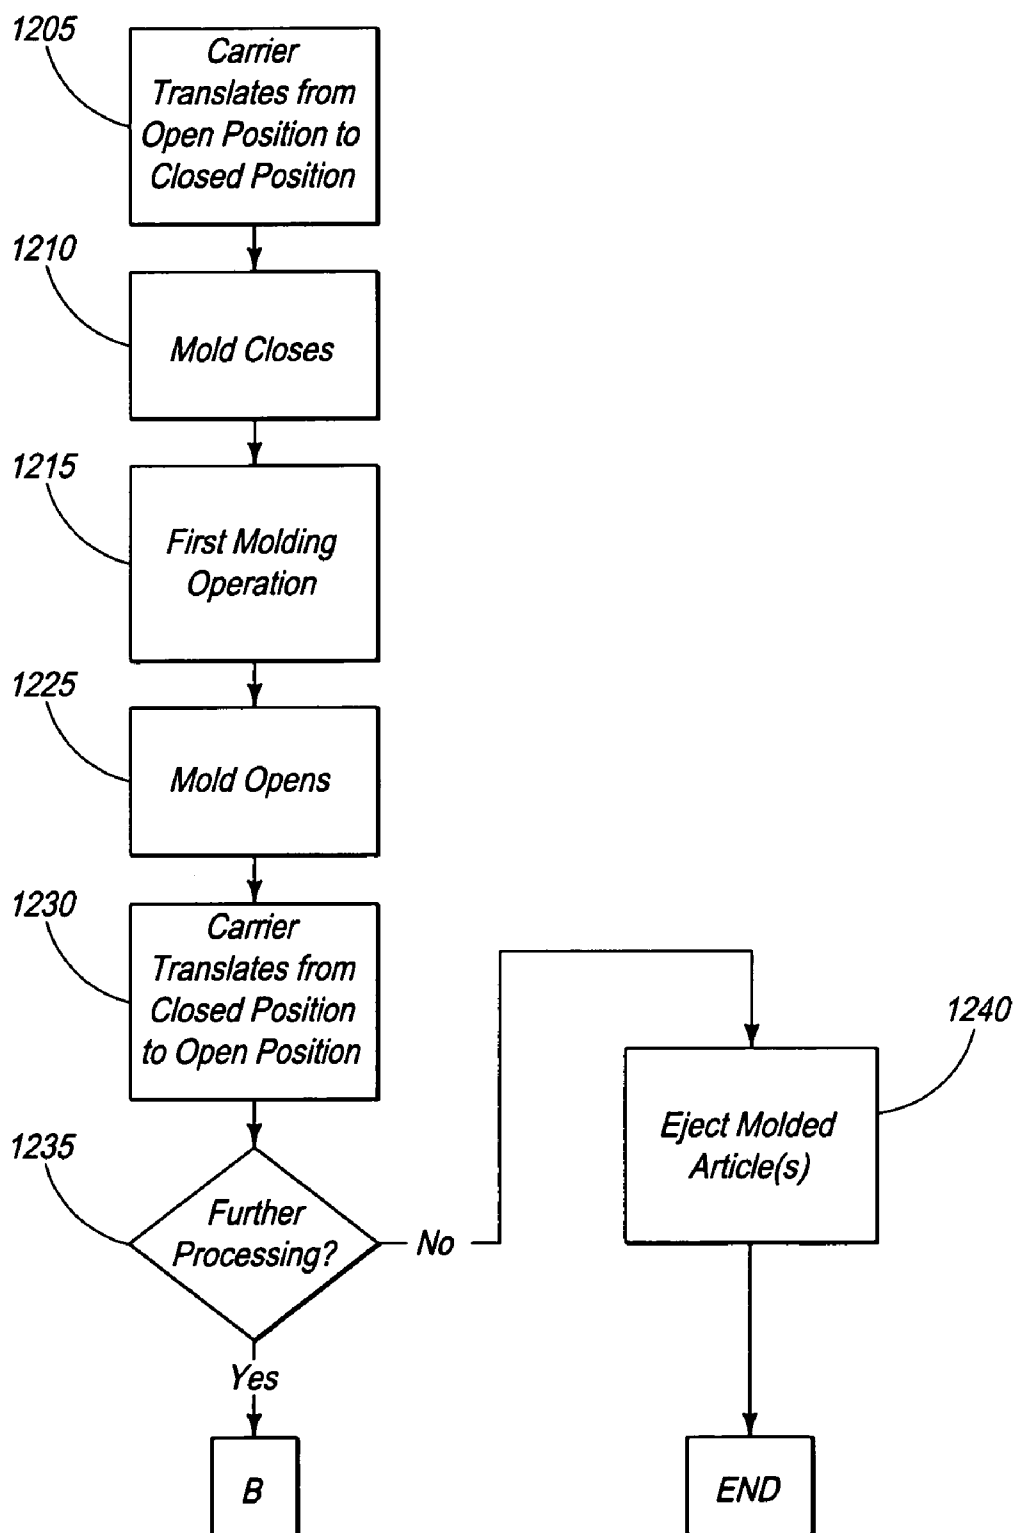 1205
Carrier
Translates from
Open Position to
Closed Position
1210
Mold Closes
1215
First Molding
Operation
1225
Mold Opens
1230
Carrier
Translates from
Closed Position
to Open Position
1235
Further
Processing?
No
Yes
B
1240
Eject Molded
Article(s)
END